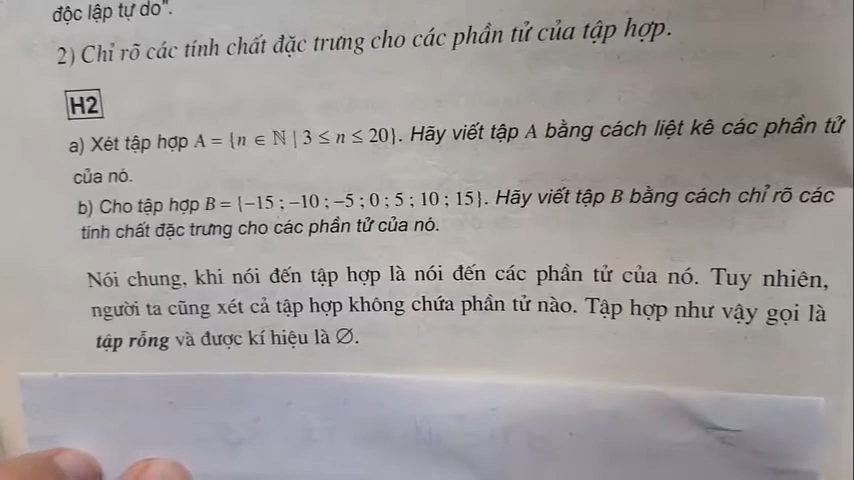 độc lập tự do".
2) Chỉ rõ các tính chất đặc trưng cho các phần tử của tập hợp.
H2
a) Xét tập hợp A = {n ∈ ℕ | 3 ≤ n ≤ 20}. Hãy viết tập A bằng cách liệt kê các phần tử
của nó.
b) Cho tập hợp B = {–15 ; –10 ; –5 ; 0 ; 5 ; 10 ; 15}. Hãy viết tập B bằng cách chỉ rõ các
tính chất đặc trưng cho các phần tử của nó.
Nói chung, khi nói đến tập hợp là nói đến các phần tử của nó. Tuy nhiên,
người ta cũng xét cả tập hợp không chứa phần tử nào. Tập hợp như vậy gọi là
tập rỗng và được kí hiệu là ∅.